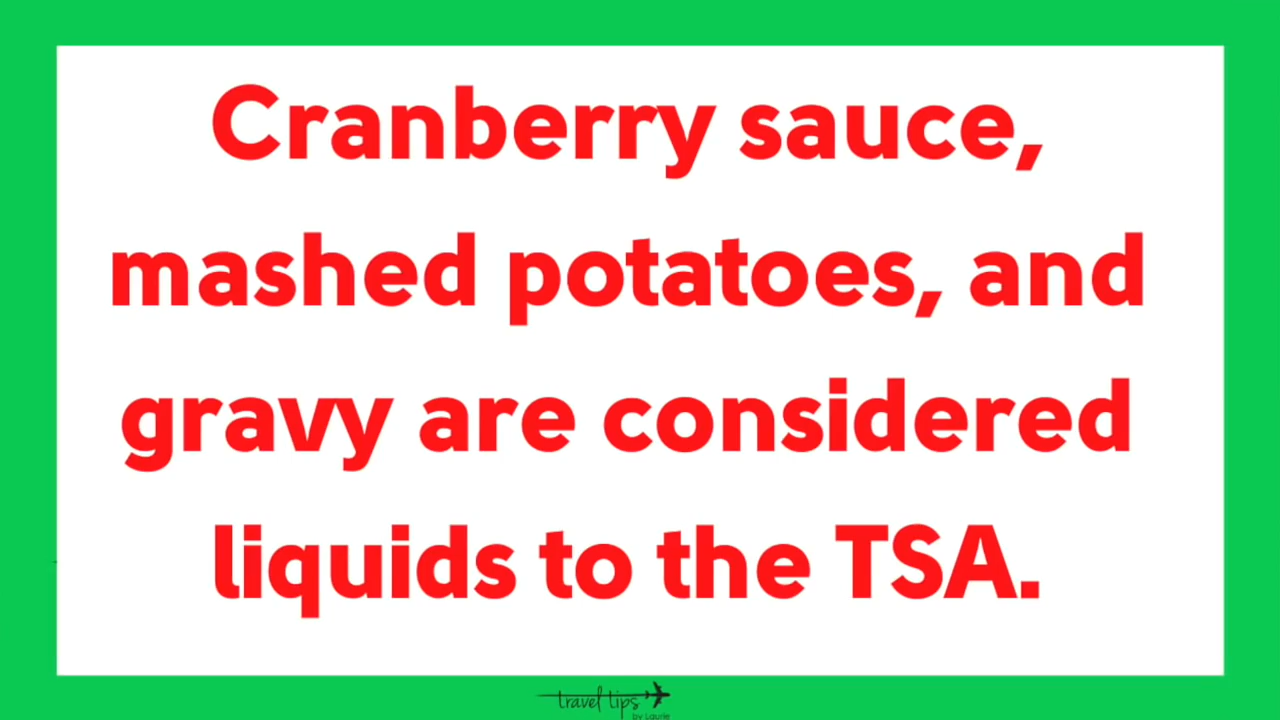 Cranberry sauce,
mashed potatoes, and
gravy are considered
liquids to the TSA.
travel tips
by Laurie